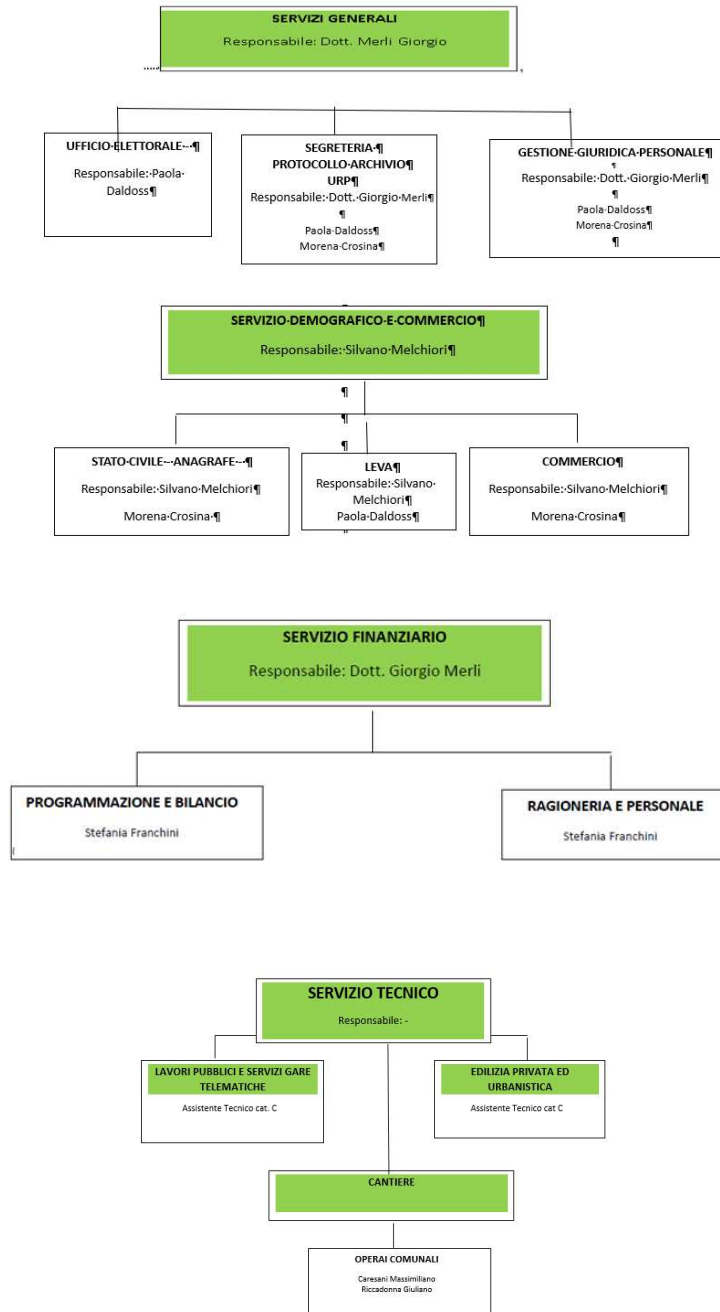 SERVIZI GENERALI
Responsabile: Dott. Merli Giorgio
UFFICIO·ELETTORALE·–·¶
Responsabile:·Paola·
Daldoss¶
SEGRETERIA·¶
PROTOCOLLO·ARCHIVIO¶
URP¶
Responsabile:·Dott.·Giorgio·Merli¶
¶
Paola·Daldoss¶
Morena·Crosina¶
GESTIONE·GIURIDICA·PERSONALE¶
¶
Responsabile:·Dott.·Giorgio·Merli¶
¶
Paola·Daldoss¶
Morena·Crosina¶
¶
SERVIZIO·DEMOGRAFICO·E·COMMERCIO¶
Responsabile:·Silvano·Melchiori¶
¶
¶
¶
STATO·CIVILE·–·ANAGRAFE·–·¶
Responsabile:·Silvano·Melchiori¶
Morena·Crosina·¶
LEVA¶
Responsabile:·Silvano·
Melchiori¶
Paola·Daldoss¶
COMMERCIO¶
Responsabile:·Silvano·Melchiori¶
Morena·Crosina¶
SERVIZIO FINANZIARIO
Responsabile: Dott. Giorgio Merli
PROGRAMMAZIONE E BILANCIO
Stefania Franchini
RAGIONERIA E PERSONALE
Stefania Franchini
SERVIZIO TECNICO
Responsabile: -
LAVORI PUBBLICI E SERVIZI GARE
TELEMATICHE
Assistente Tecnico cat. C
EDILIZIA PRIVATA ED
URBANISTICA
Assistente Tecnico cat C
CANTIERE
OPERAI COMUNALI
Caresani Massimiliano
Riccadonna Giuliano